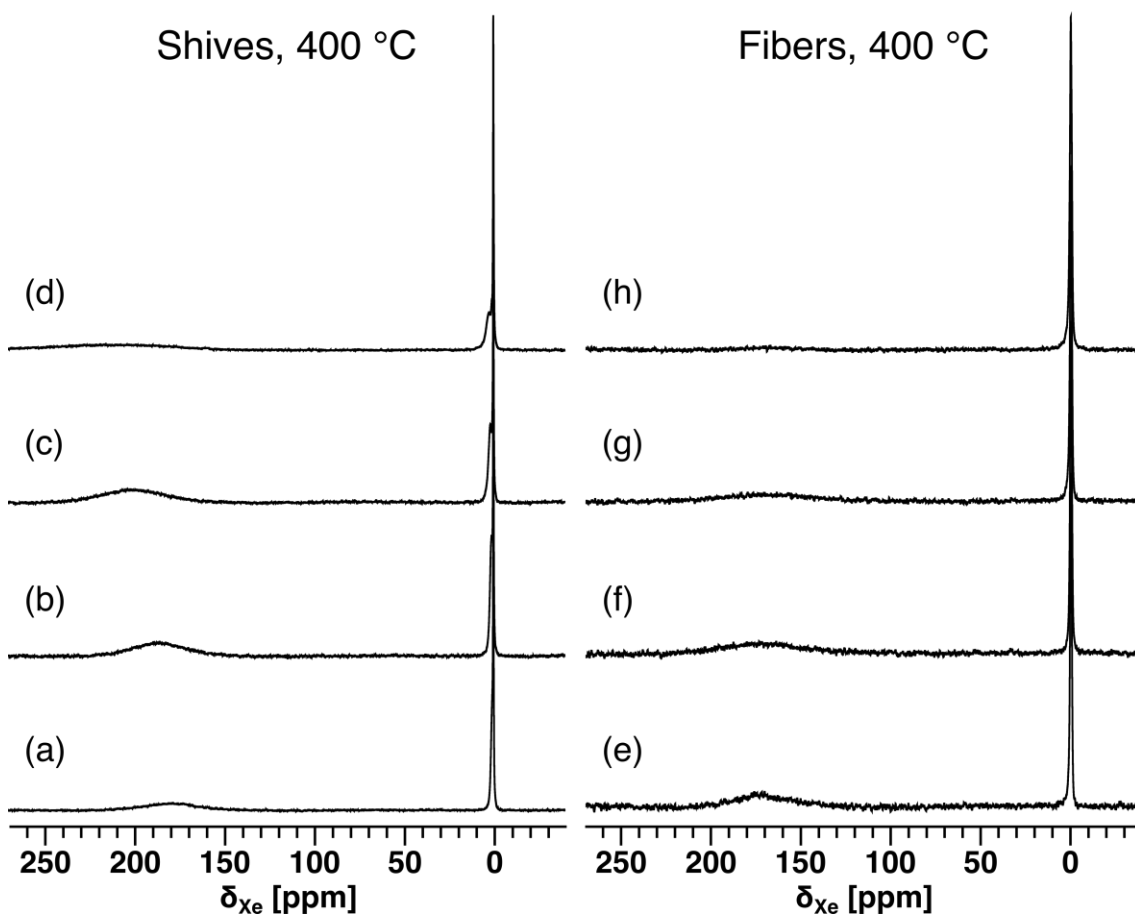 Shives, 400 °C
(d)
(c)
(b)
(a)
250 200 150 100 50 0
δXe [ppm]
Fibers, 400 °C
(h)
(g)
(f)
(e)
250 200 150 100 50 0
δXe [ppm]